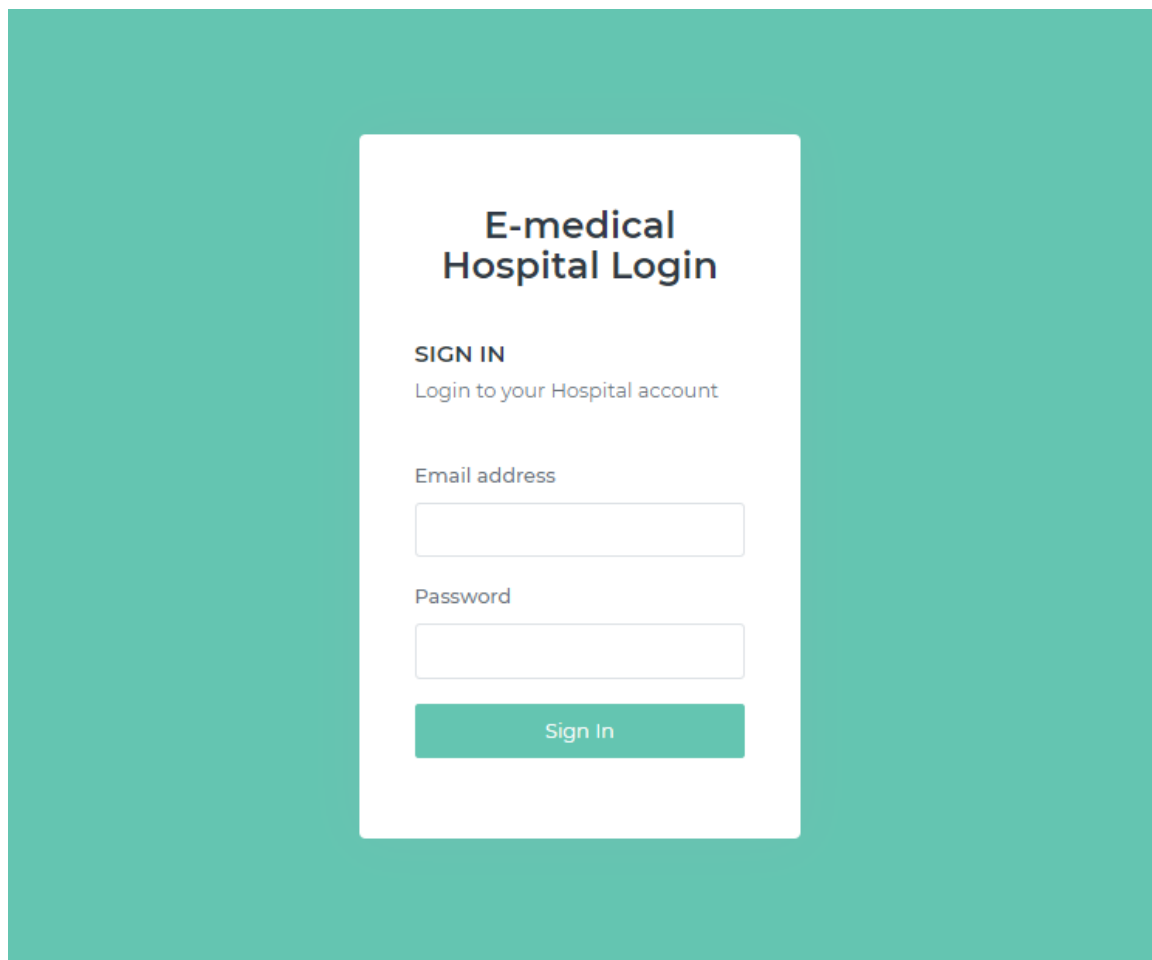 E-medical
Hospital Login
SIGN IN
Login to your Hospital account
Email address
Password
Sign In